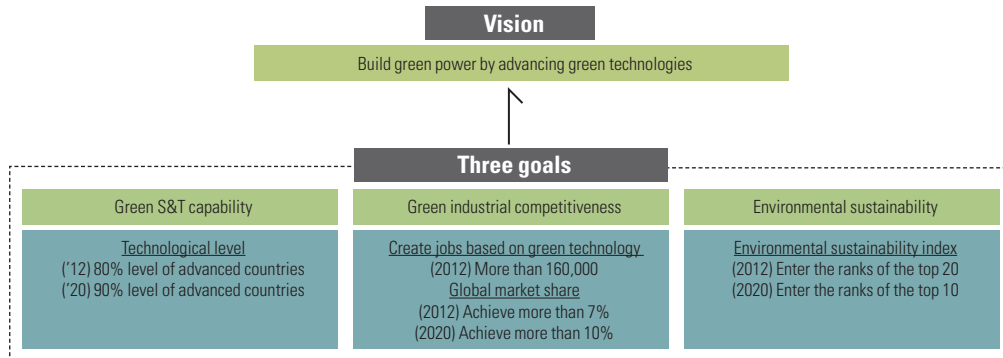 Vision
Build green power by advancing green technologies
Three goals
Green S&T capability
Technological level
('12) 80% level of advanced countries
('20) 90% level of advanced countries
Green industrial competitiveness
Create jobs based on green technology
(2012) More than 160,000
Global market share
(2012) Achieve more than 7%
(2020) Achieve more than 10%
Environmental sustainability
Environmental sustainability index
(2012) Enter the ranks of the top 20
(2020) Enter the ranks of the top 10